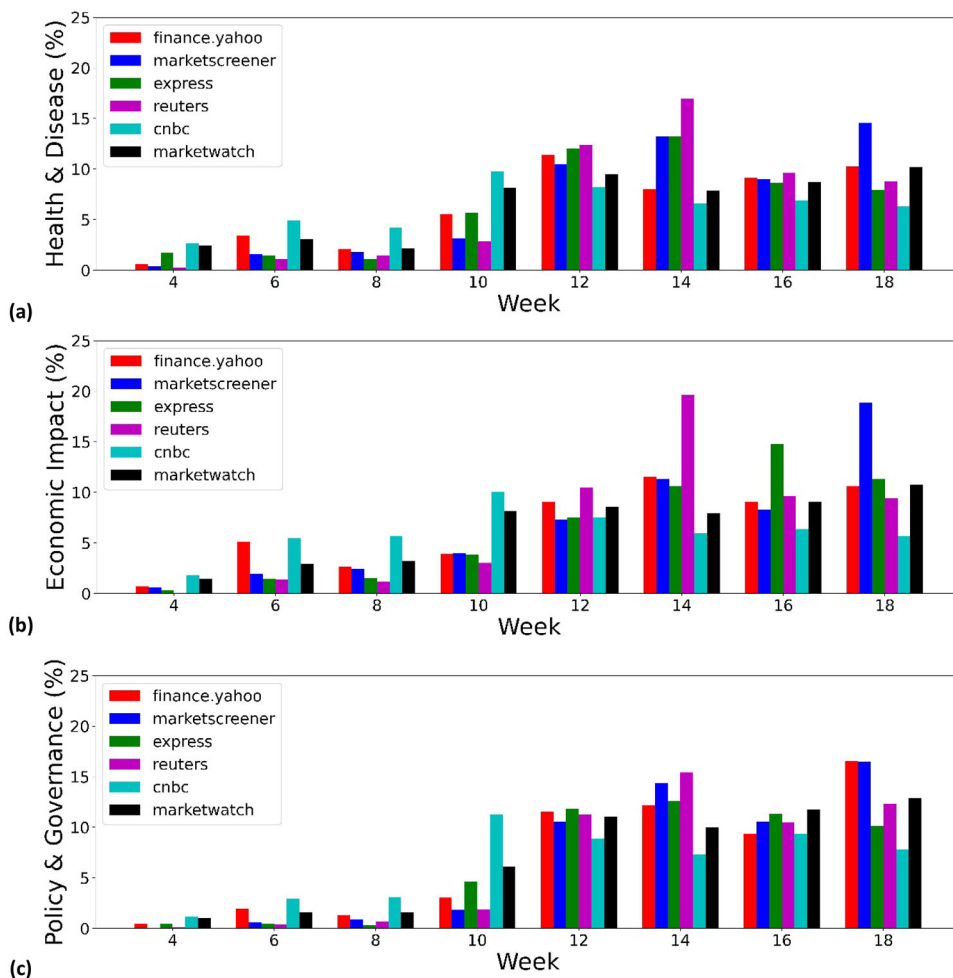 Health & Disease (%)
25
20
15
10
5
0
finance.yahoo
marketscreener
express
reuters
cnbc
marketwatch
4 6 8 10 12 14 16 18
Week
(a)
Economic Impact (%)
25
20
15
10
5
0
finance.yahoo
marketscreener
express
reuters
cnbc
marketwatch
4 6 8 10 12 14 16 18
Week
(b)
Policy & Governance (%)
25
20
15
10
5
0
finance.yahoo
marketscreener
express
reuters
cnbc
marketwatch
4 6 8 10 12 14 16 18
Week
(c)